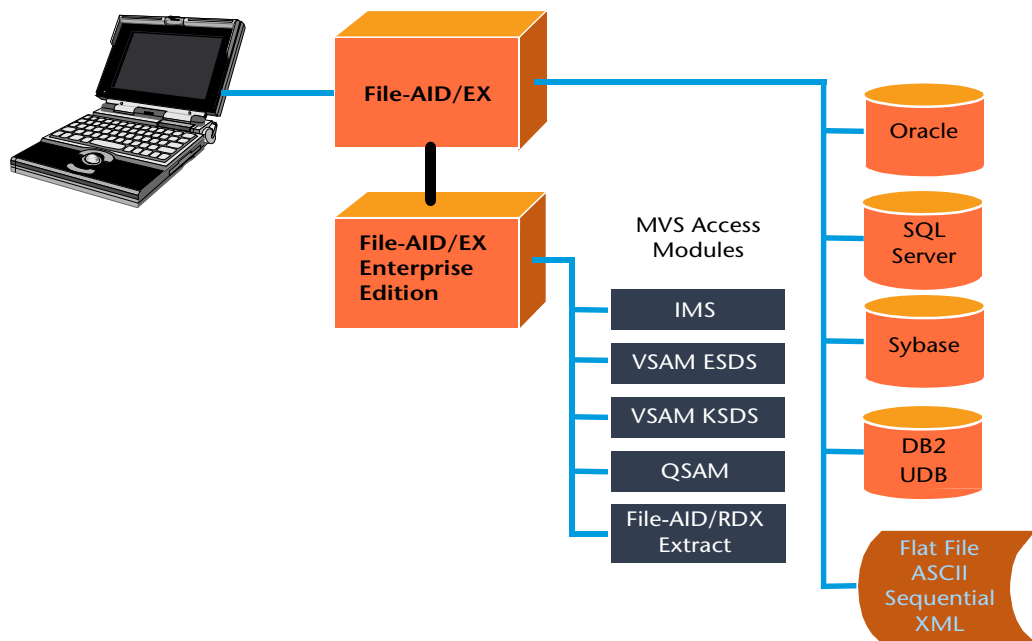 File-AID/EX
File-AID/EX
Enterprise
Edition
MVS Access
Modules
IMS
VSAM ESDS
VSAM KSDS
QSAM
File-AID/RDX
Extract
Oracle
SQL
Server
Sybase
DB2
UDB
Flat File
ASCII
Sequential
XML